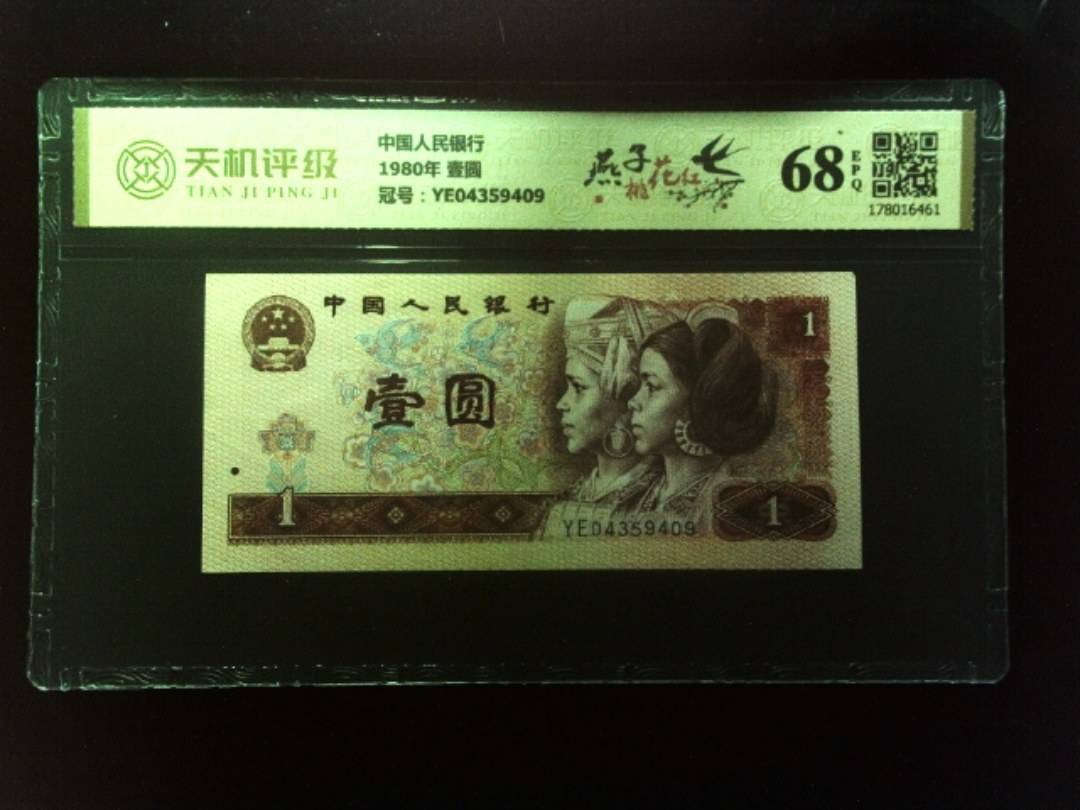 天机评级
TIAN JI PING JI
中国人民银行
1980年 壹圆
冠号：YE04359409
燕子
桃花红
68
EPQ
178016461
中国人民银行
壹圆
1
1
1
YE04359409